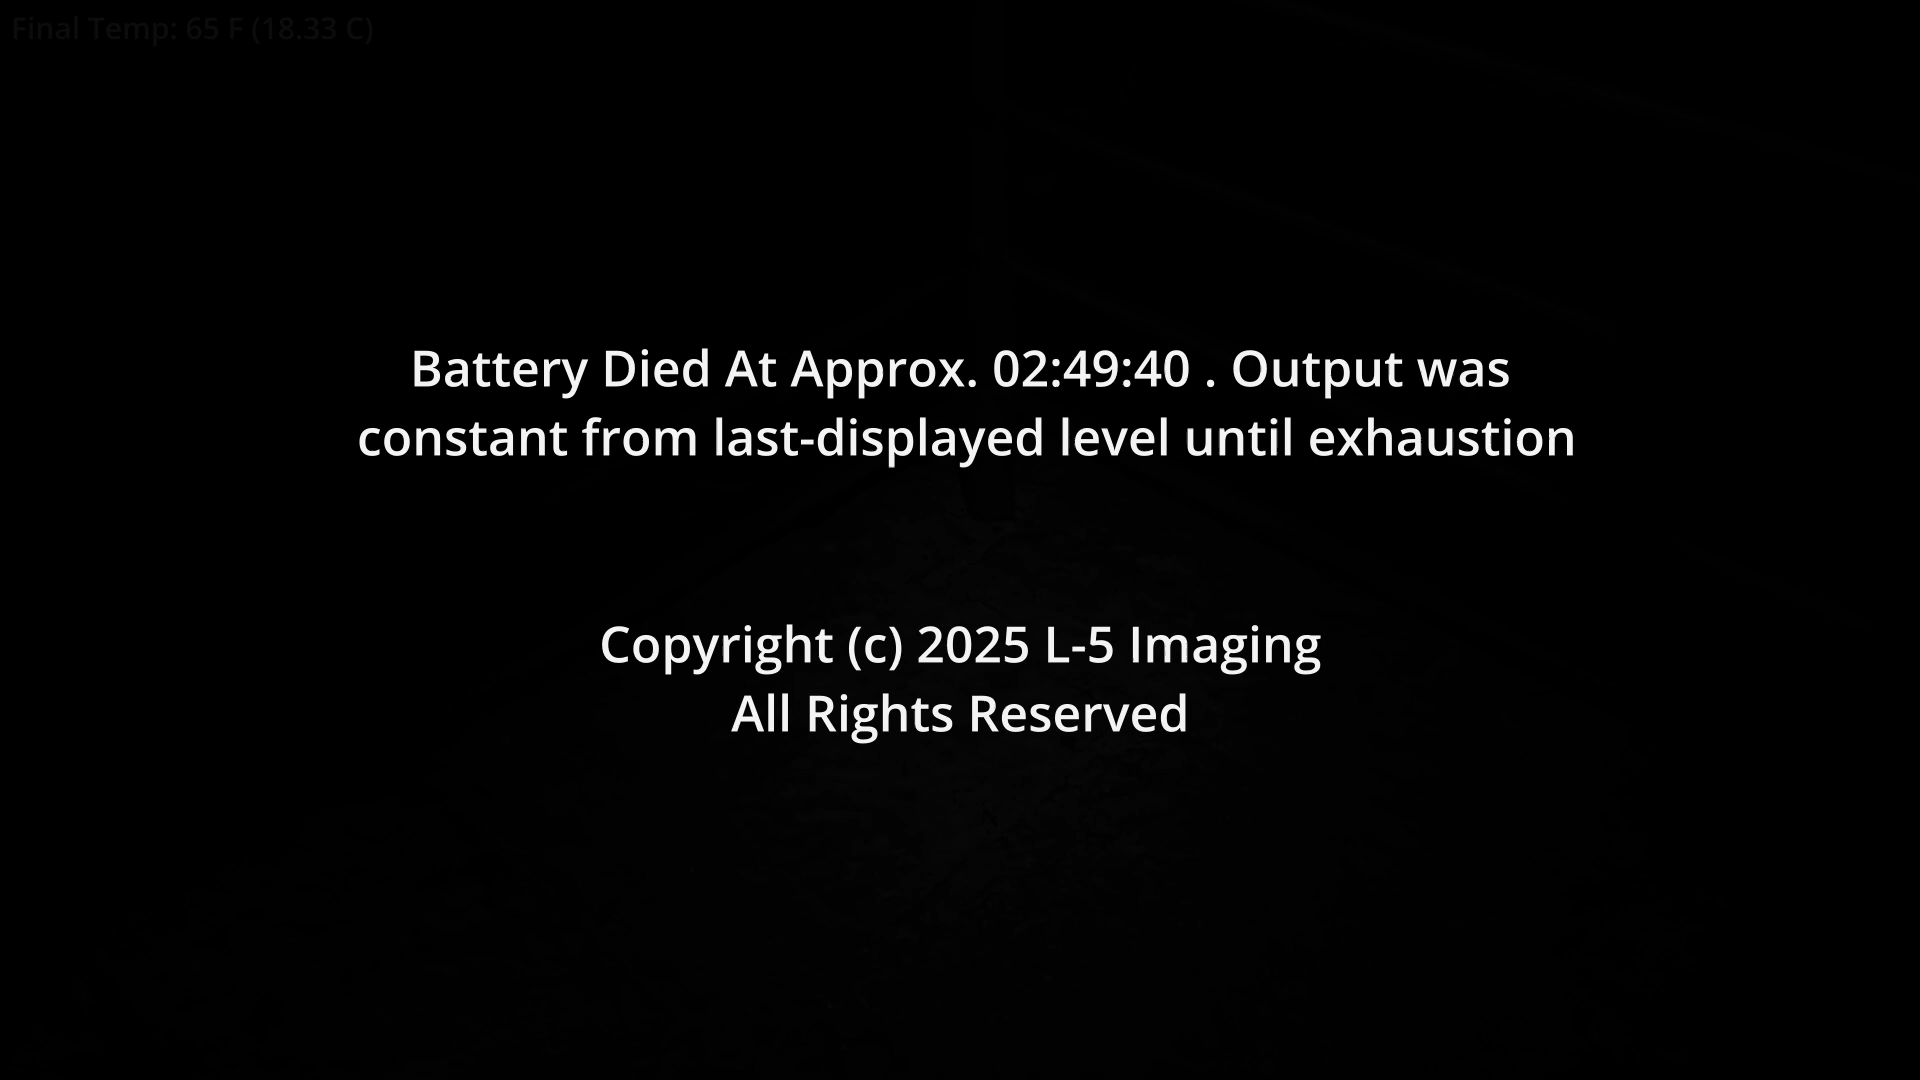 Final Temp: 65 F (18.33 C)
Battery Died At Approx. 02:49:40 . Output was
constant from last-displayed level until exhaustion
Copyright (c) 2025 L-5 Imaging
All Rights Reserved